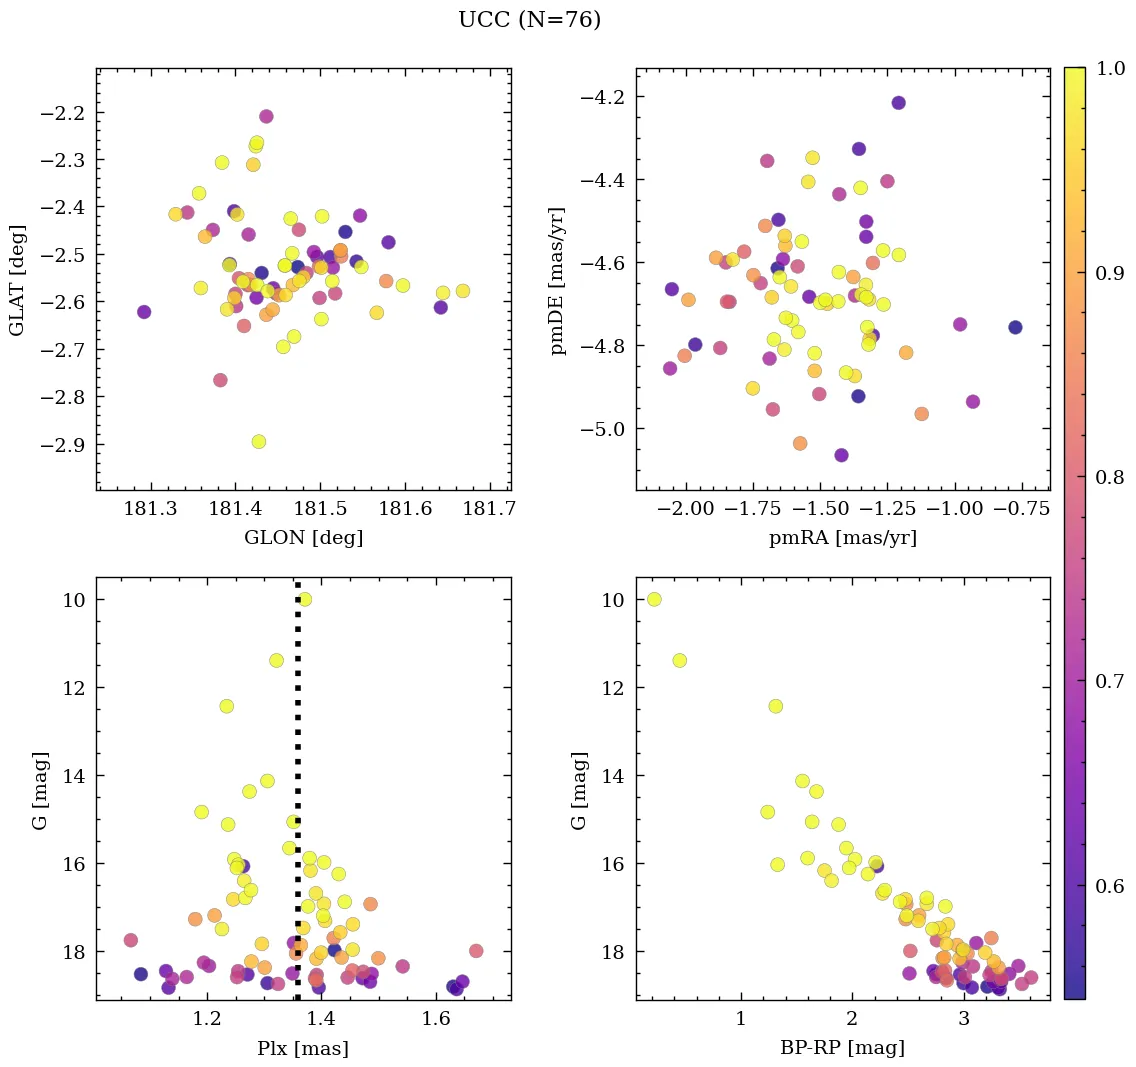 UCC (N=76)
−2.2
−2.3
−2.4
−2.5
−2.6
−2.7
−2.8
−2.9
GLAT [deg]
181.3 181.4 181.5 181.6 181.7
GLON [deg]
−4.2
−4.4
−4.6
−4.8
−5.0
pmDE [mas/yr]
−2.00 −1.75 −1.50 −1.25 −1.00 −0.75
pmRA [mas/yr]
1.0
0.9
0.8
0.7
0.6
10
12
14
16
18
G [mag]
1.2 1.4 1.6
Plx [mas]
10
12
14
16
18
G [mag]
1 2 3
BP-RP [mag]